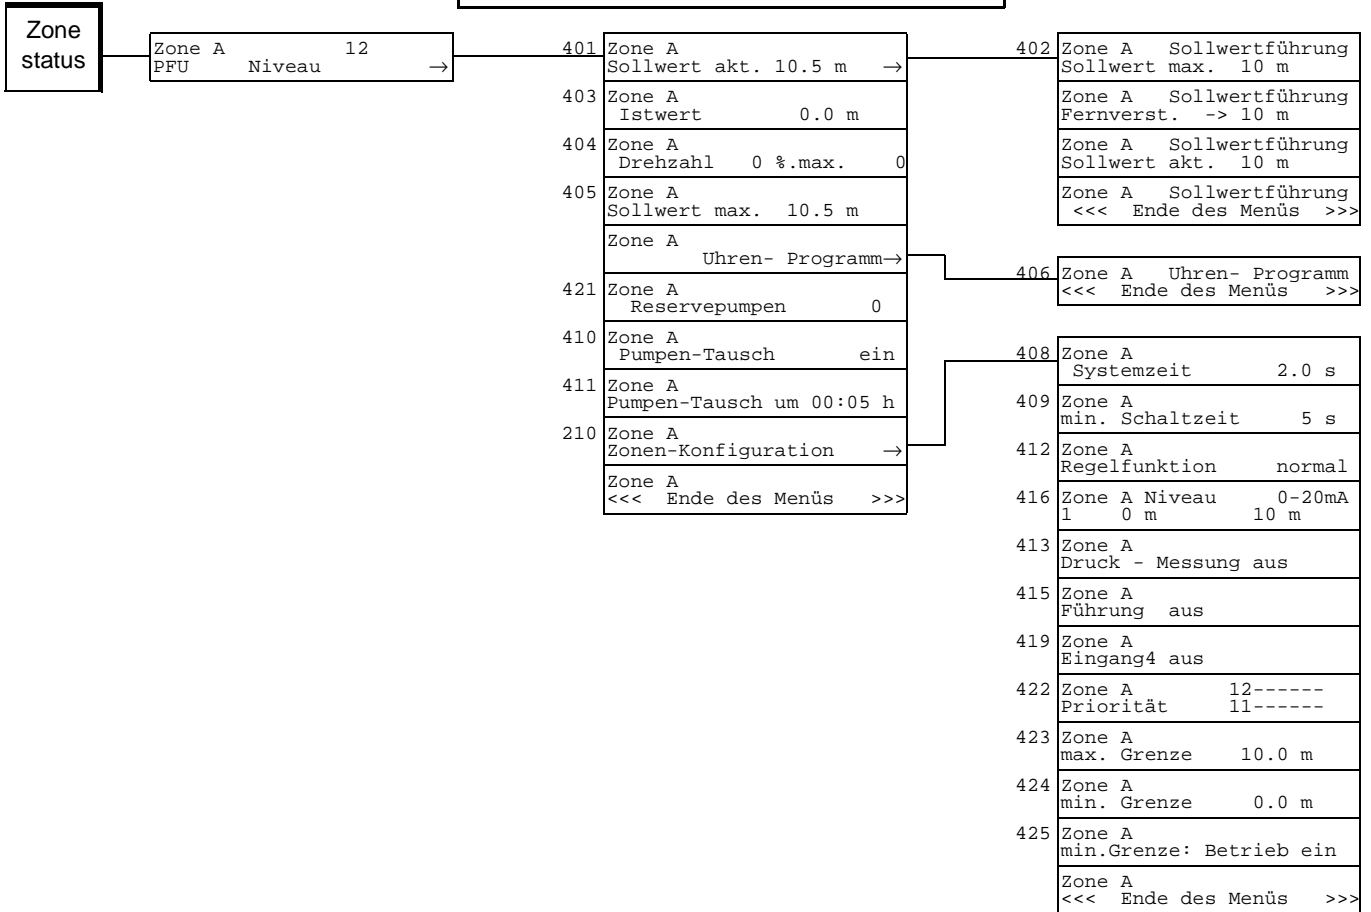 Zone
status
Zone A 12
PFU Niveau →
401 Zone A
Sollwert akt. 10.5 m →
403 Zone A
Istwert 0.0 m
404 Zone A
Drehzahl 0 %.max. 0
405 Zone A
Sollwert max. 10.5 m
Zone A
Uhren- Programm→
421 Zone A
Reservepumpen 0
410 Zone A
Pumpen-Tausch ein
411 Zone A
Pumpen-Tausch um 00:05 h
210 Zone A
Zonen-Konfiguration →
Zone A
<<< Ende des Menüs >>>
402 Zone A Sollwertführung
Sollwert max. 10 m
Zone A Sollwertführung
Fernverst. -> 10 m
Zone A Sollwertführung
Sollwert akt. 10 m
Zone A Sollwertführung
<<< Ende des Menüs >>>
406 Zone A Uhren- Programm
<<< Ende des Menüs >>>
408 Zone A
Systemzeit 2.0 s
409 Zone A
min. Schaltzeit 5 s
412 Zone A
Regelfunktion normal
416 Zone A Niveau 0-20mA
1 0 m 10 m
413 Zone A
Druck - Messung aus
415 Zone A
Führung aus
419 Zone A
Eingang4 aus
422 Zone A 12------
Priorität 11------
423 Zone A
max. Grenze 10.0 m
424 Zone A
min. Grenze 0.0 m
425 Zone A
min.Grenze: Betrieb ein
Zone A
<<< Ende des Menüs >>>